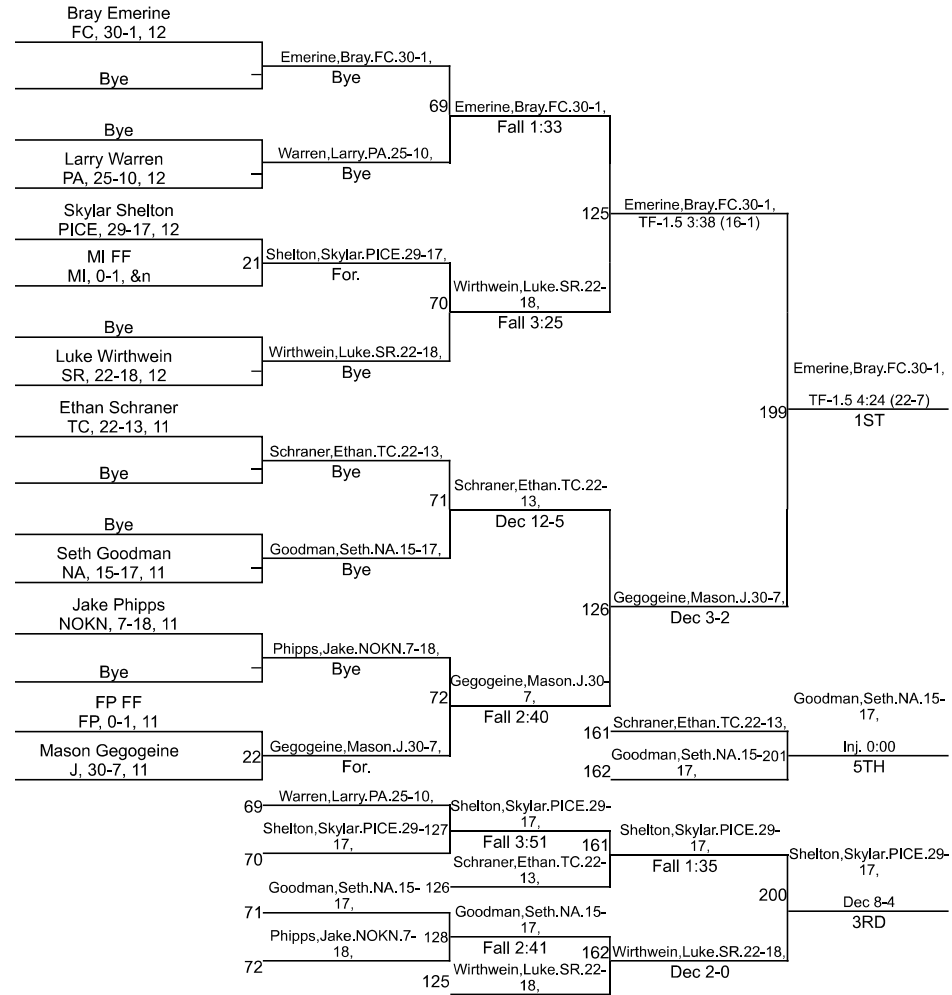 Bray Emerine
FC, 30-1, 12
Bye
Bye
Larry Warren
PA, 25-10, 12
Skylar Shelton
PICE, 29-17, 12
MI FF
MI, 0-1, &n
Bye
Luke Wirthwein
SR, 22-18, 12
Ethan Schraner
TC, 22-13, 11
Bye
Bye
Seth Goodman
NA, 15-17, 11
Jake Phipps
NOKN, 7-18, 11
Bye
FP FF
FP, 0-1, 11
Mason Gegogeine
J, 30-7, 11
Emerine,Bray.FC.30-1,
Bye
69
Warren,Larry.PA.25-10,
Bye
21
Shelton,Skylar.PICE.29-17,
For.
70
Wirthwein,Luke.SR.22-18,
Bye
Schraner,Ethan.TC.22-13,
Bye
71
Goodman,Seth.NA.15-17,
Bye
Phipps,Jake.NOKN.7-18,
Bye
72
22
Gegogeine,Mason.J.30-7,
For.
Emerine,Bray.FC.30-1,
Fall 1:33
125
Wirthwein,Luke.SR.22-
18,
Fall 3:25
Schraner,Ethan.TC.22-
13,
Dec 12-5
126
Gegogeine,Mason.J.30-
7,
Fall 2:40
Emerine,Bray.FC.30-1,
TF-1.5 3:38 (16-1)
199
Gegogeine,Mason.J.30-7,
Dec 3-2
Emerine,Bray.FC.30-1,
TF-1.5 4:24 (22-7)
1ST
161
Schraner,Ethan.TC.22-13,
162
Goodman,Seth.NA.15-
17,
201
Goodman,Seth.NA.15-
17,
Inj. 0:00
5TH
69
Warren,Larry.PA.25-10,
70
Shelton,Skylar.PICE.29-
17,
127
Shelton,Skylar.PICE.29-
17,
Fall 3:51
126
Schraner,Ethan.TC.22-
13,
161
Shelton,Skylar.PICE.29-
17,
Fall 1:35
71
Goodman,Seth.NA.15-
17,
72
Phipps,Jake.NOKN.7-
18,
128
Goodman,Seth.NA.15-
17,
Fall 2:41
125
Wirthwein,Luke.SR.22-
18,
162
Wirthwein,Luke.SR.22-18,
Dec 2-0
200
Shelton,Skylar.PICE.29-
17,
Dec 8-4
3RD